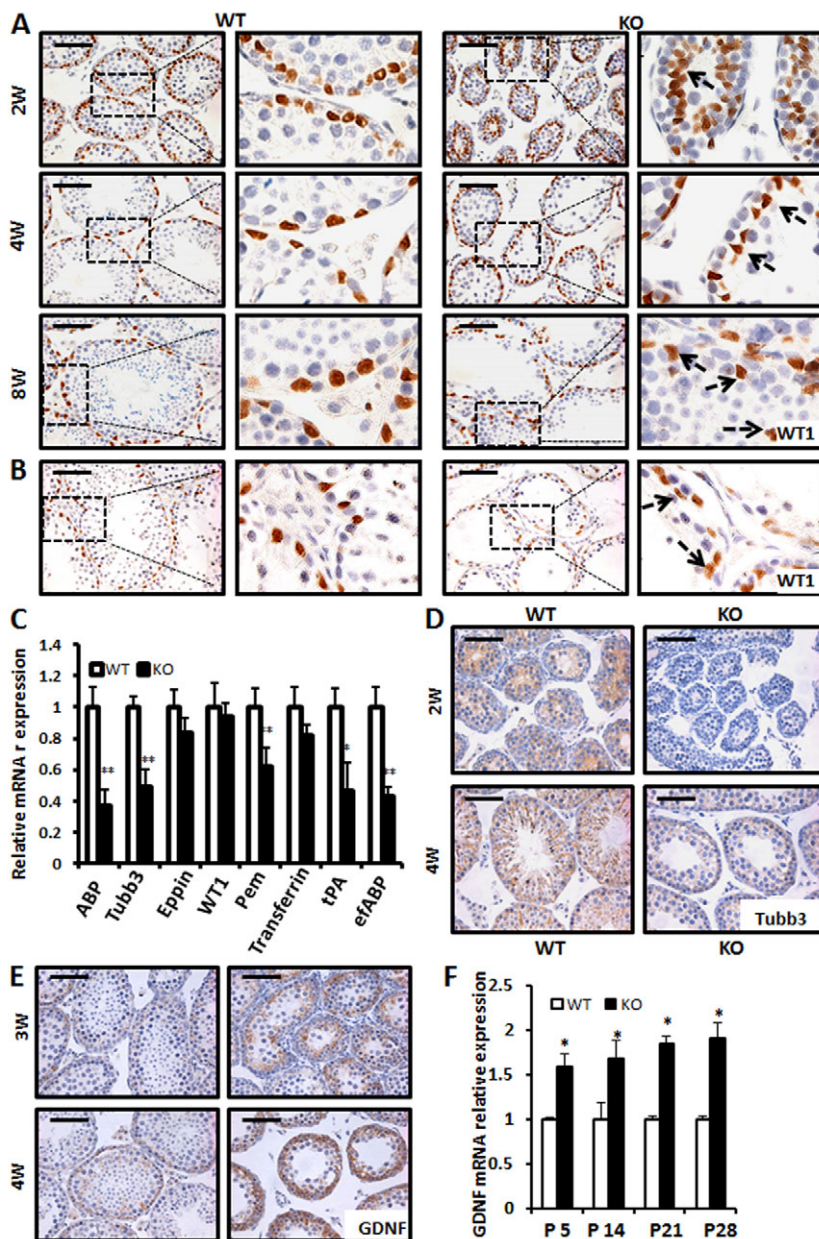 WT KO
A
2W
4W
8W
WT1
B
WT1
C
Relative mRNA r expression
1.4
1.2
1
0.8
0.6
0.4
0.2
0
WT KO
** ** ** * **
ABP Tubb3 Eppin WT1 Pem Transferrin tPA efABP
D
WT KO
2W
4W
Tubb3
WT KO
E
3W
4W
GDNF
F
GDNF mRNA relative expression
2.5
2
1.5
1
0.5
0
WT KO
* * * *
P 5 P 14 P21 P28